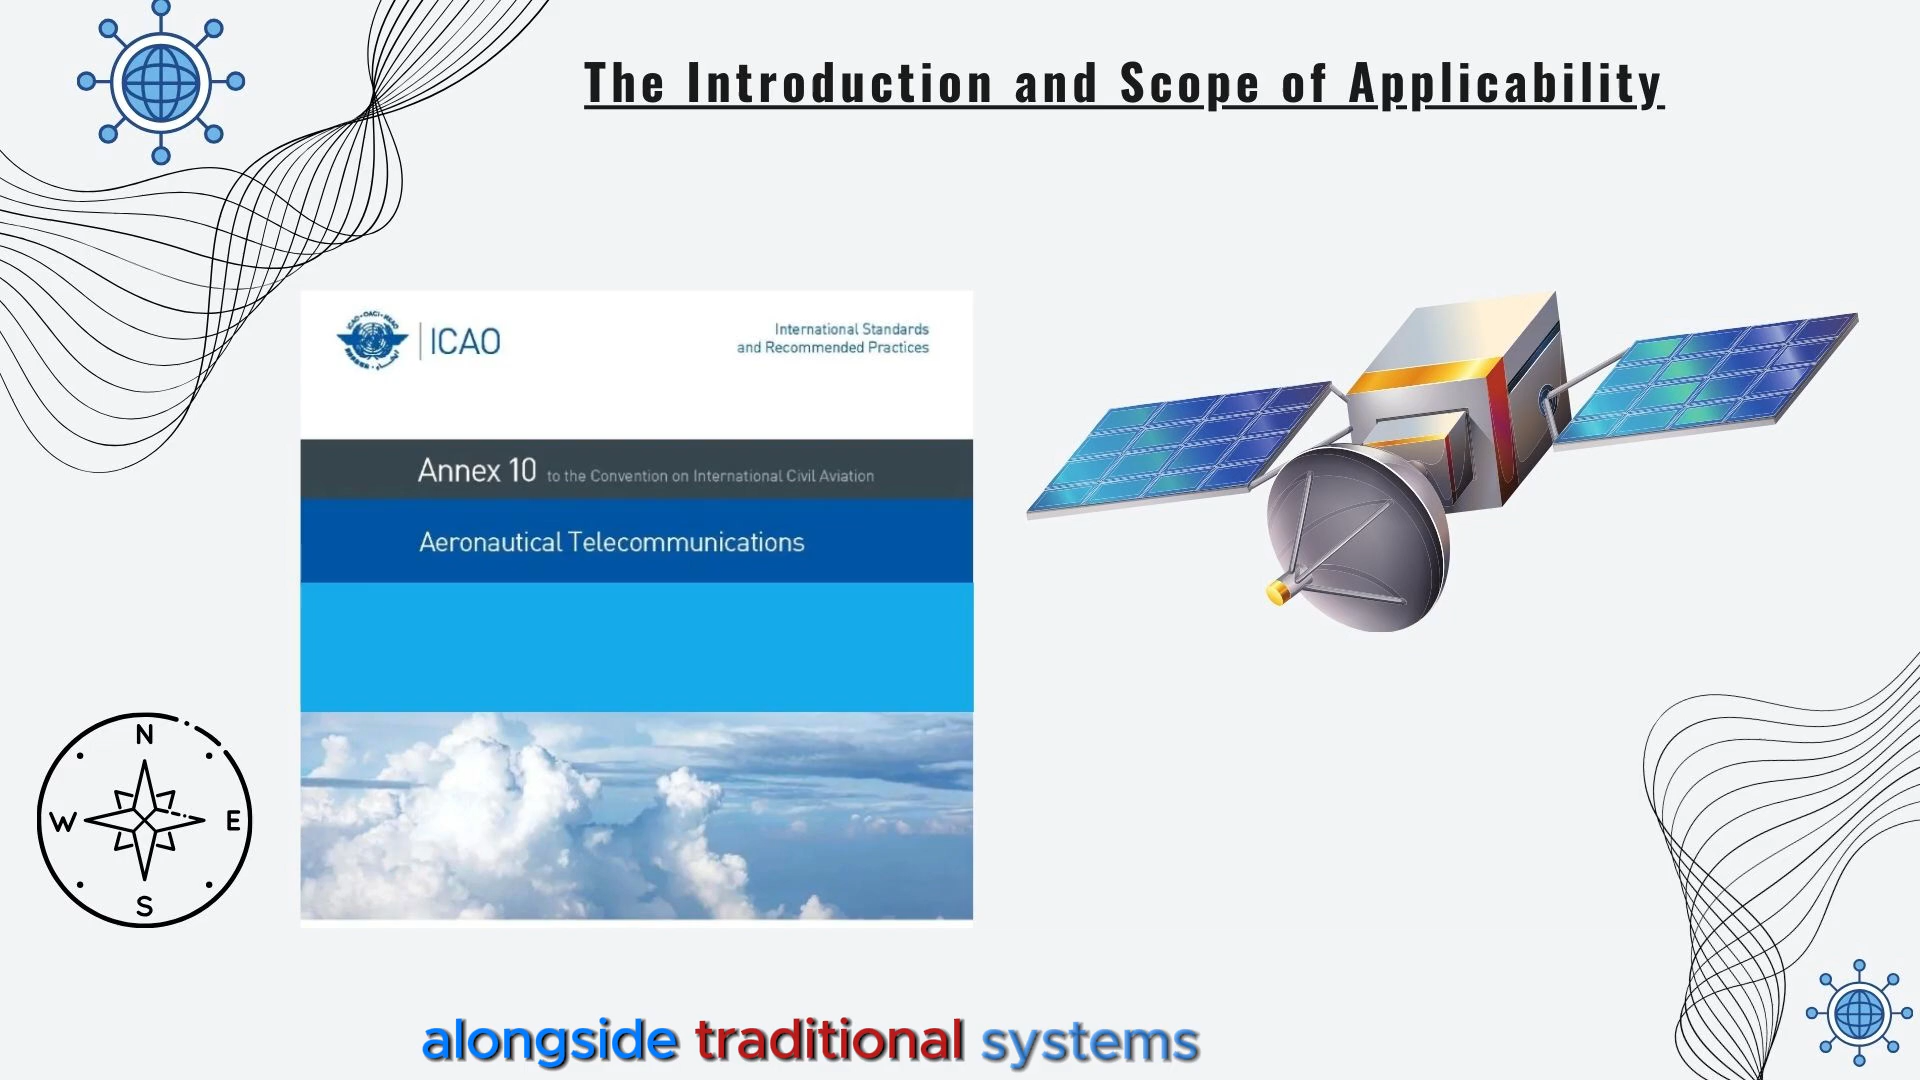 The Introduction and Scope of Applicability
ICAO
International Standards
and Recommended Practices
Annex 10 to the Convention on International Civil Aviation
Aeronautical Telecommunications
N
W E
S
alongside traditional systems